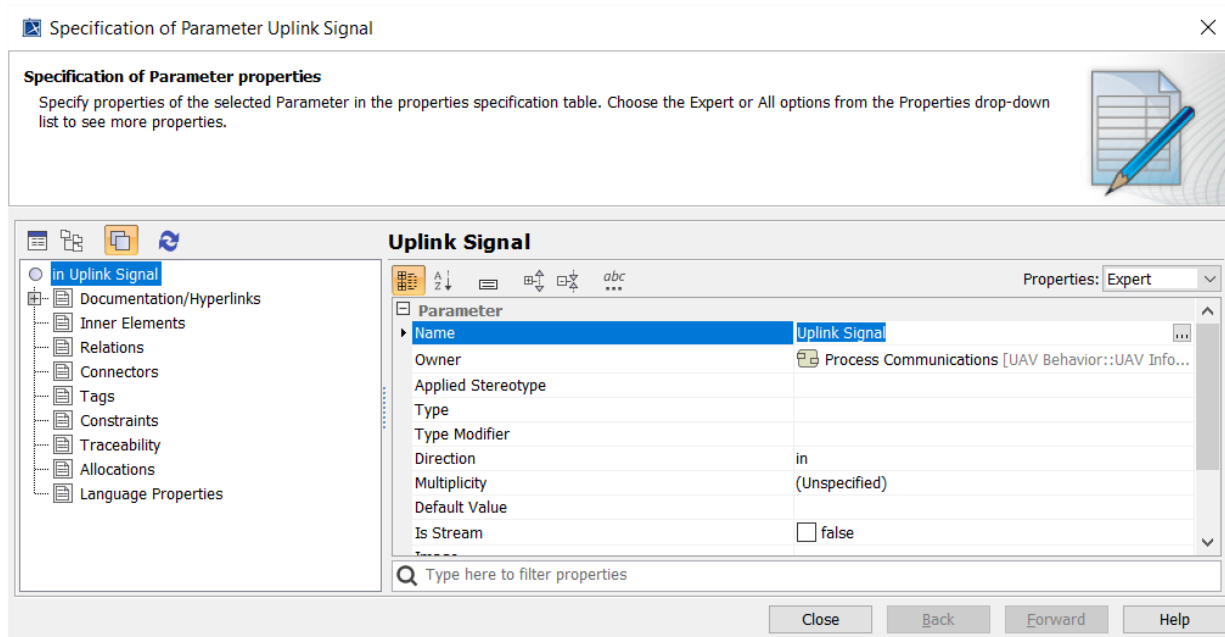 Specification of Parameter Uplink Signal
Specification of Parameter properties
Specify properties of the selected Parameter in the properties specification table. Choose the Expert or All options from the Properties drop-down
list to see more properties.
in Uplink Signal
Documentation/Hyperlinks
Inner Elements
Relations
Connectors
Tags
Constraints
Traceability
Allocations
Language Properties
Uplink Signal
abc
Properties: Expert
Parameter
Name Uplink Signal ...
Owner Process Communications [UAV Behavior::UAV Info...
Applied Stereotype
Type
Type Modifier
Direction in
Multiplicity (Unspecified)
Default Value
Is Stream false
Type here to filter properties
Close Back Forward Help